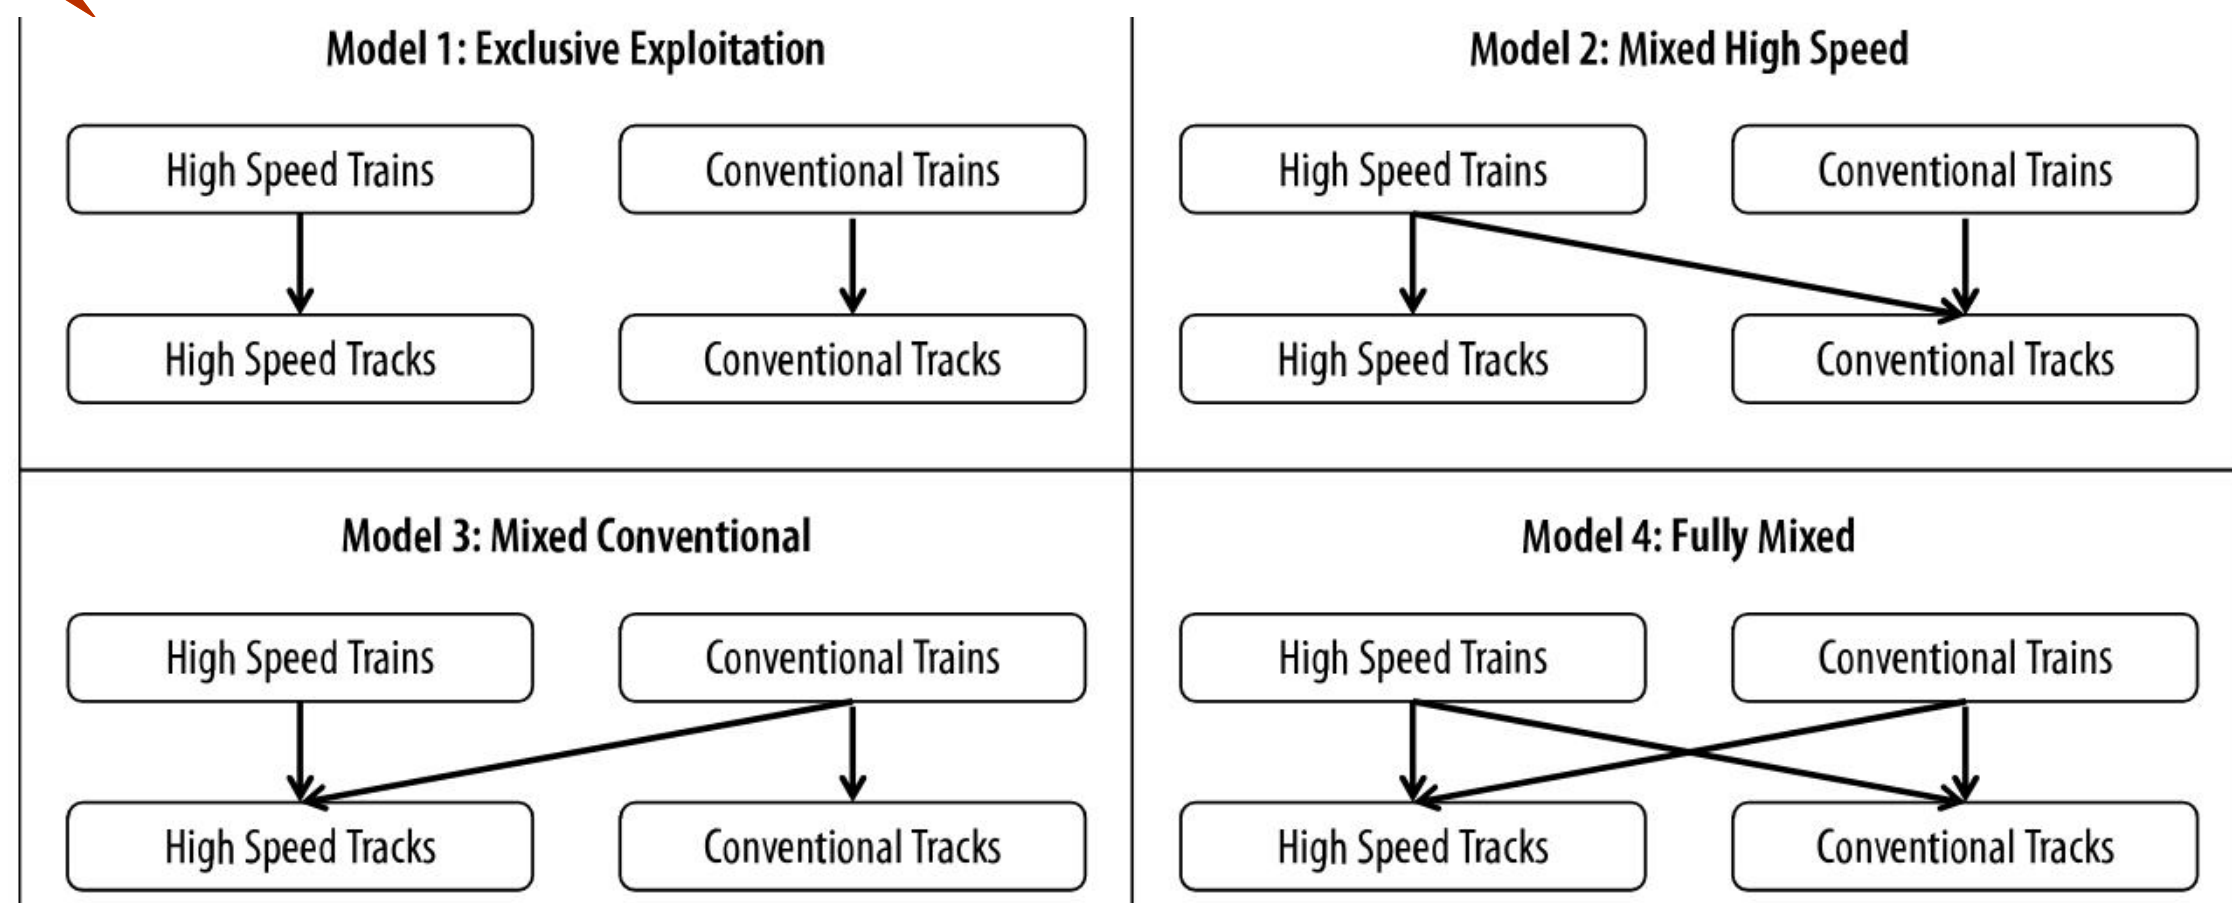 Model 1: Exclusive Exploitation
High Speed Trains
Conventional Trains
High Speed Tracks
Conventional Tracks
Model 2: Mixed High Speed
High Speed Trains
Conventional Trains
High Speed Tracks
Conventional Tracks
Model 3: Mixed Conventional
High Speed Trains
Conventional Trains
High Speed Tracks
Conventional Tracks
Model 4: Fully Mixed
High Speed Trains
Conventional Trains
High Speed Tracks
Conventional Tracks